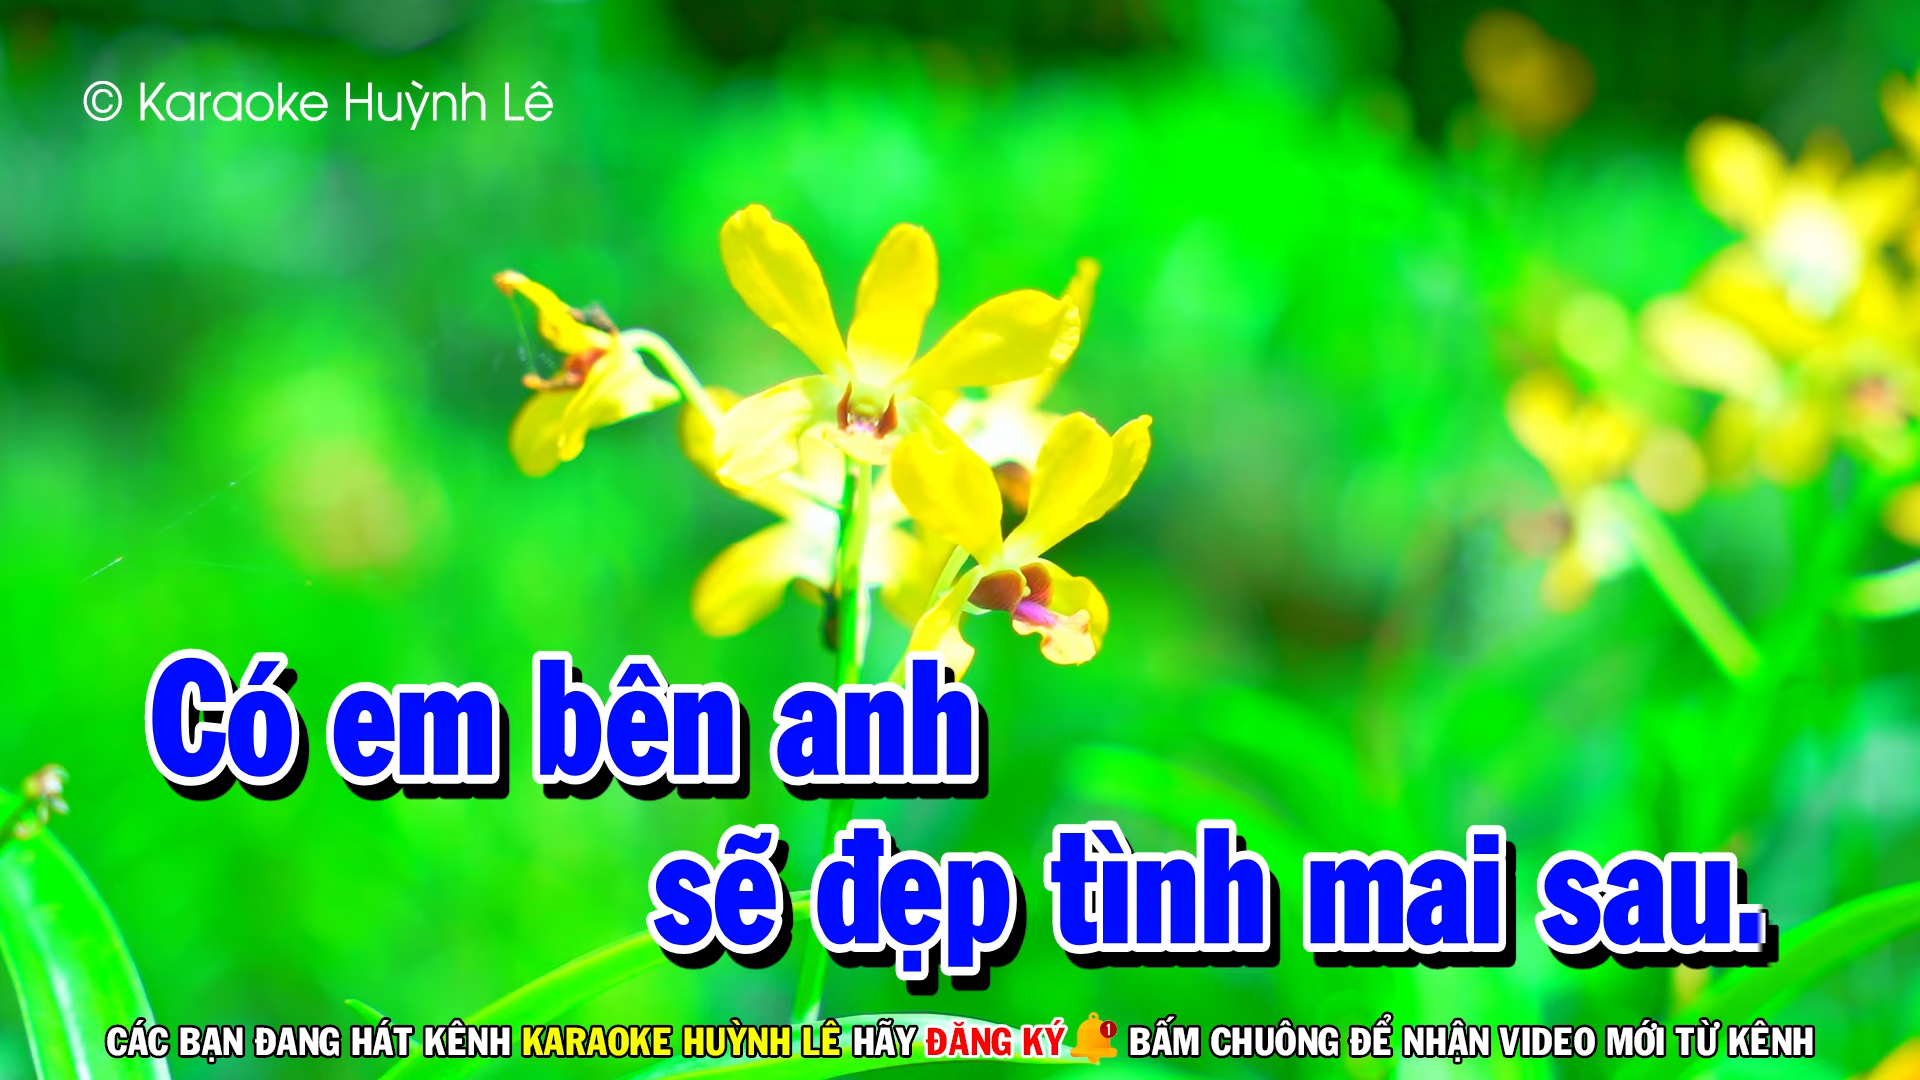 © Karaoke Huỳnh Lê
Có em bên anh
sẽ đẹp tình mai sau.
CÁC BẠN ĐANG HÁT KÊNH KARAOKE HUỲNH LÊ HÃY ĐĂNG KÝ 1 BẤM CHUÔNG ĐỂ NHẬN VIDEO MỚI TỪ KÊNH